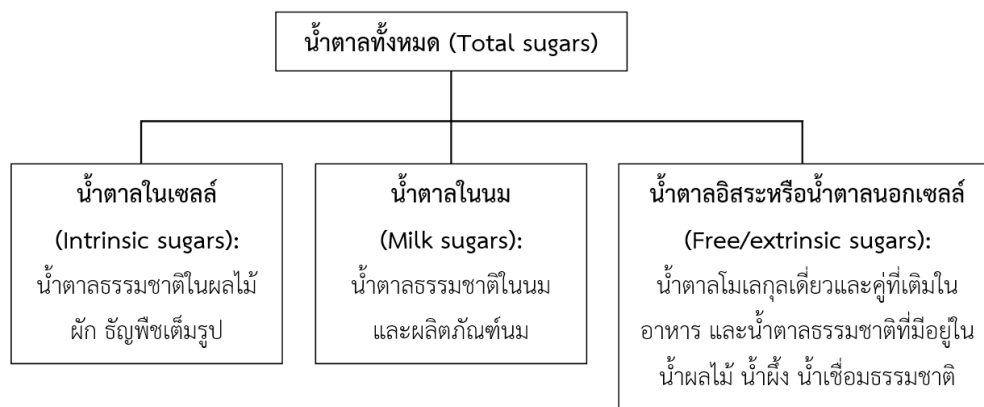 น้ำตาลทั้งหมด (Total sugars)
น้ำตาลในเซลล์
(Intrinsic sugars):
น้ำตาลธรรมชาติในผลไม้
ผัก ธัญพืชเต็มรูป
น้ำตาลในนม
(Milk sugars):
น้ำตาลธรรมชาติในนม
และผลิตภัณฑ์นม
น้ำตาลอิสระหรือน้ำตาลนอกเซลล์
(Free/extrinsic sugars):
น้ำตาลโมเลกุลเดี่ยวและคู่ที่เติมใน
อาหาร และน้ำตาลธรรมชาติที่มีอยู่ใน
น้ำผลไม้ น้ำผึ้ง น้ำเชื่อมธรรมชาติ